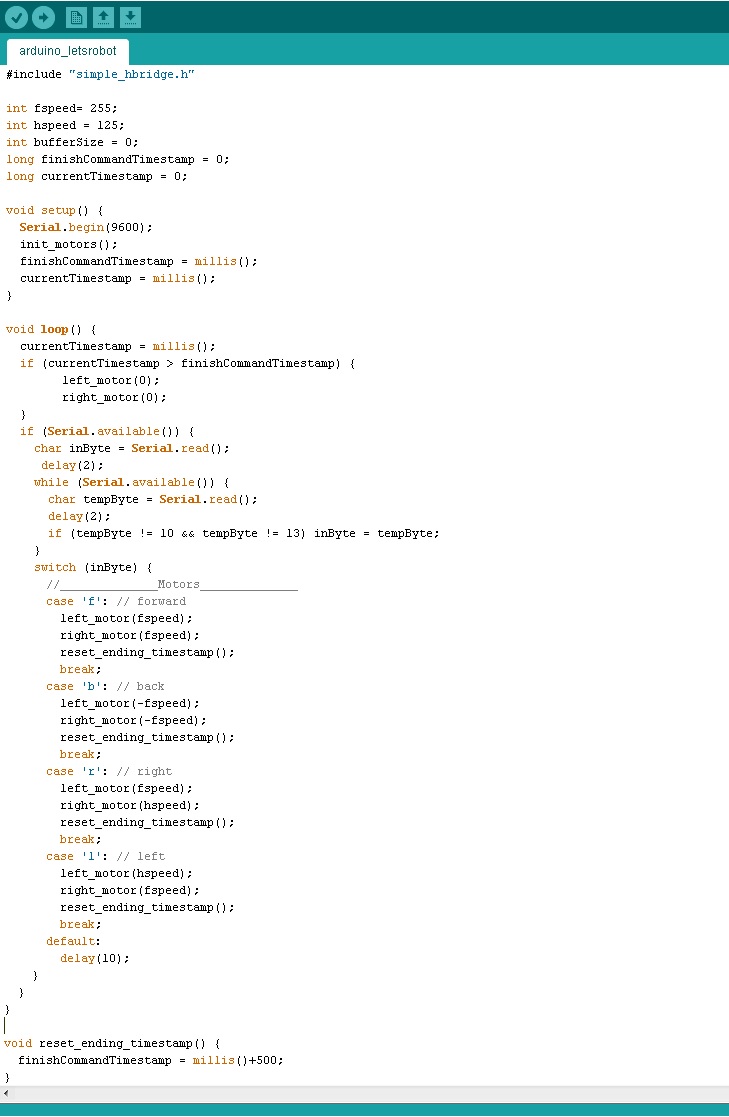 arduino_letsrobot
#include "simple_hbridge.h"

int fspeed= 255;
int hspeed = 125;
int bufferSize = 0;
long finishCommandTimestamp = 0;
long currentTimestamp = 0;

void setup() {
  Serial.begin(9600);
  init_motors();
  finishCommandTimestamp = millis();
  currentTimestamp = millis();
}

void loop() {
  currentTimestamp = millis();
  if (currentTimestamp > finishCommandTimestamp) {
        left_motor(0);
        right_motor(0);
  }
  if (Serial.available()) {
    char inByte = Serial.read();
     delay(2);
    while (Serial.available()) {
      char tempByte = Serial.read();
      delay(2);
      if (tempByte != 10 && tempByte != 13) inByte = tempByte;
    }
    switch (inByte) {
      //______________Motors______________
      case 'f': // forward
        left_motor(fspeed);
        right_motor(fspeed);
        reset_ending_timestamp();
        break;
      case 'b': // back
        left_motor(-fspeed);
        right_motor(-fspeed);
        reset_ending_timestamp();
        break;
      case 'r': // right
        left_motor(fspeed);
        right_motor(hspeed);
        reset_ending_timestamp();
        break;
      case 'l': // left
        left_motor(hspeed);
        right_motor(fspeed);
        reset_ending_timestamp();
        break;
      default:
        delay(10);
    }
  }
}

void reset_ending_timestamp() {
  finishCommandTimestamp = millis()+500;
}